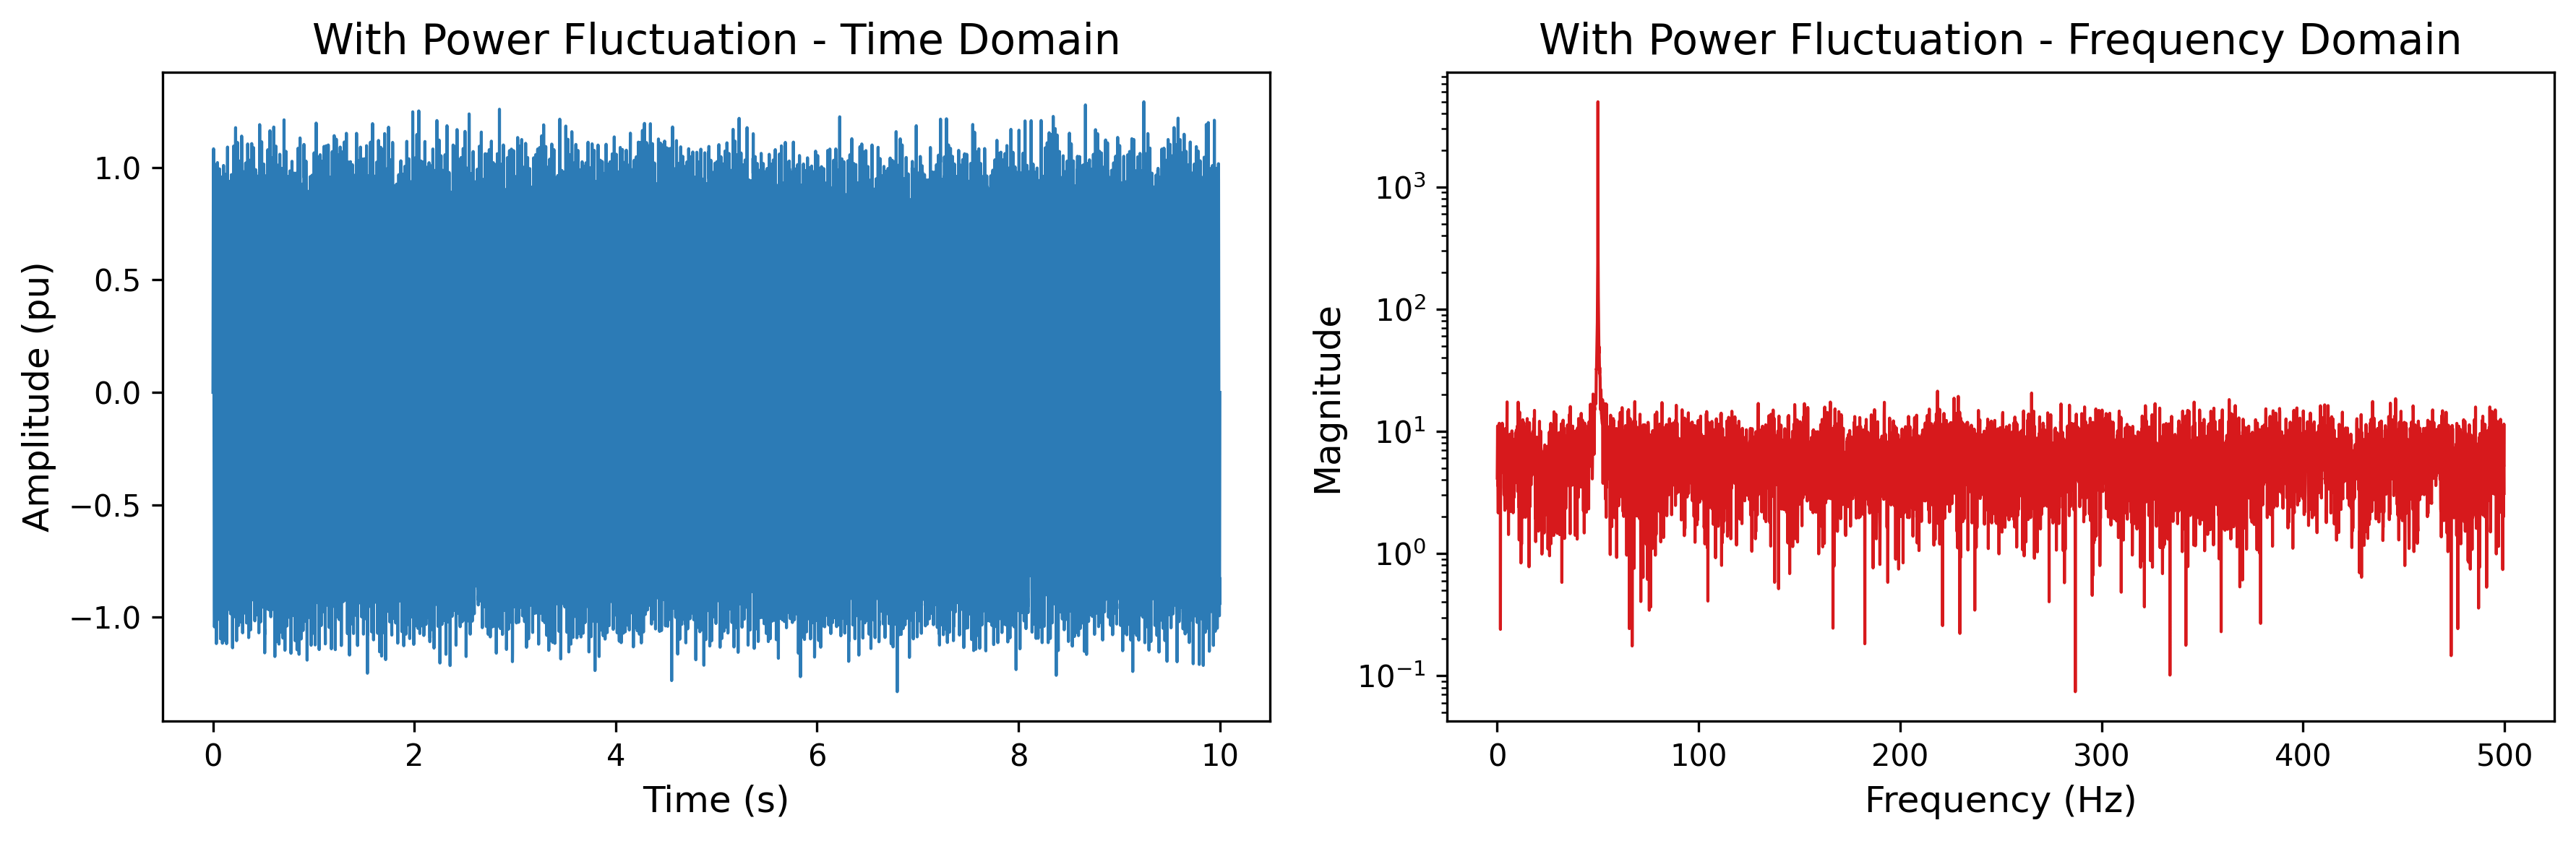 With Power Fluctuation - Time Domain
Amplitude (pu)
1.0
0.5
0.0
−0.5
−1.0
0 2 4 6 8 10
Time (s)
With Power Fluctuation - Frequency Domain
Magnitude
10³
10²
10¹
10⁰
10⁻¹
0 100 200 300 400 500
Frequency (Hz)